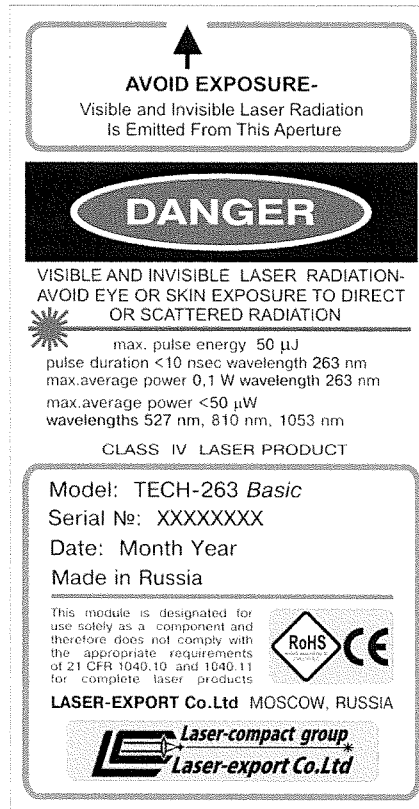 AVOID EXPOSURE-
Visible and Invisible Laser Radiation
Is Emitted From This Aperture
DANGER
VISIBLE AND INVISIBLE LASER RADIATION-
AVOID EYE OR SKIN EXPOSURE TO DIRECT
OR SCATTERED RADIATION
max. pulse energy 50 µJ
pulse duration <10 nsec wavelength 263 nm
max.average power 0,1 W wavelength 263 nm
max.average power <50 µW
wavelengths 527 nm, 810 nm, 1053 nm
CLASS IV LASER PRODUCT
Model: TECH-263 Basic
Serial №: XXXXXXXX
Date: Month Year
Made in Russia
This module is designated for
use solely as a component and
therefore does not comply with
the appropriate requirements
of 21 CFR 1040.10 and 1040.11
for complete laser products
RoHS
CE
LASER-EXPORT Co.Ltd MOSCOW, RUSSIA
Laser-compact group
Laser-export Co.Ltd